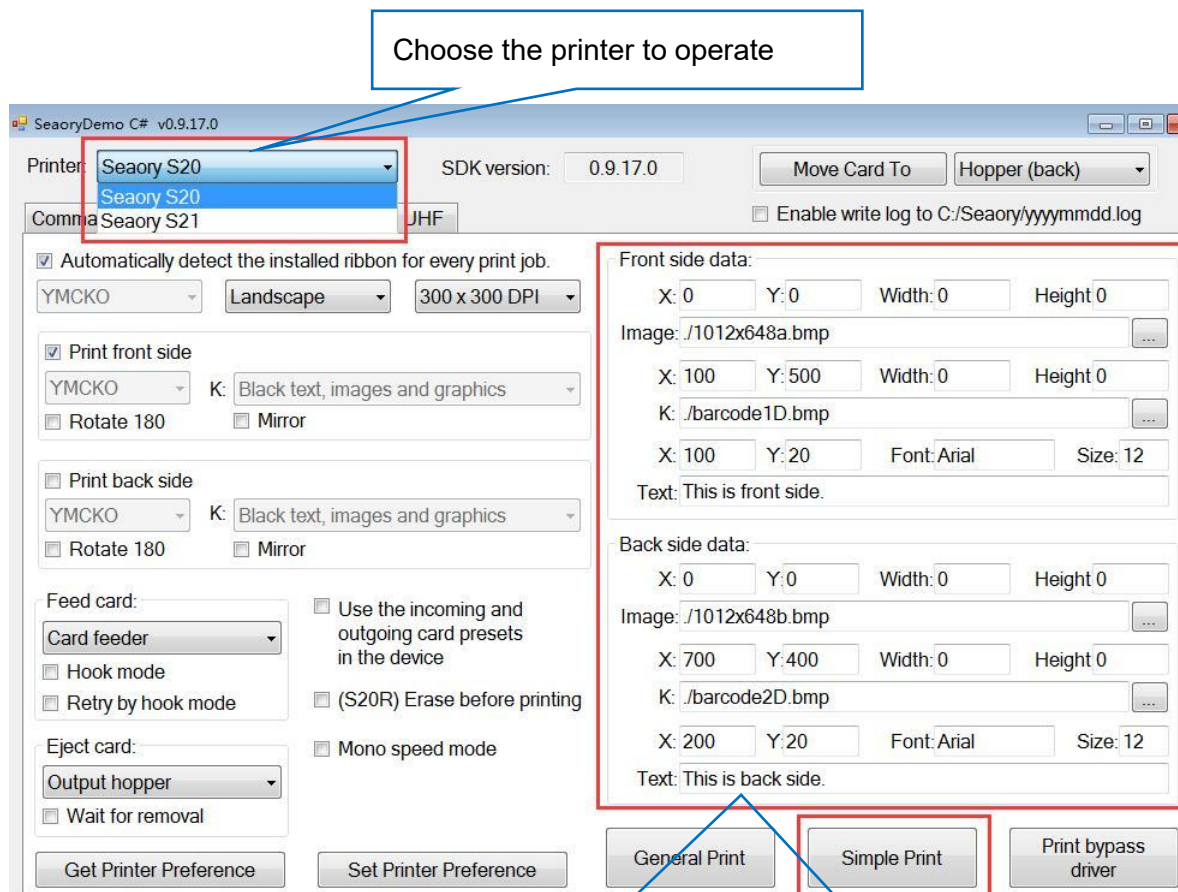 Choose the printer to operate
SeaoryDemo C# v0.9.17.0
Printer: Seaory S20 SDK version: 0.9.17.0 Move Card To Hopper (back)
Seaory S20
Seaory S21
Comma UHF Enable write log to C:/Seaory/yyyymmdd.log
Automatically detect the installed ribbon for every print job.
YMCKO Landscape 300 x 300 DPI
Print front side
YMCKO K: Black text, images and graphics
Rotate 180 Mirror
Print back side
YMCKO K: Black text, images and graphics
Rotate 180 Mirror
Feed card:
Card feeder
Hook mode
Retry by hook mode
Use the incoming and
outgoing card presets
in the device
(S20R) Erase before printing
Mono speed mode
Eject card:
Output hopper
Wait for removal
Get Printer Preference Set Printer Preference
Front side data:
X: 0 Y: 0 Width: 0 Height 0
Image: ./1012x648a.bmp ...
X: 100 Y: 500 Width: 0 Height 0
K: ./barcode1D.bmp ...
X: 100 Y: 20 Font: Arial Size: 12
Text: This is front side.
Back side data:
X: 0 Y: 0 Width: 0 Height 0
Image: ./1012x648b.bmp ...
X: 700 Y: 400 Width: 0 Height 0
K: ./barcode2D.bmp ...
X: 200 Y: 20 Font: Arial Size: 12
Text: This is back side.
General Print Simple Print Print bypass
driver